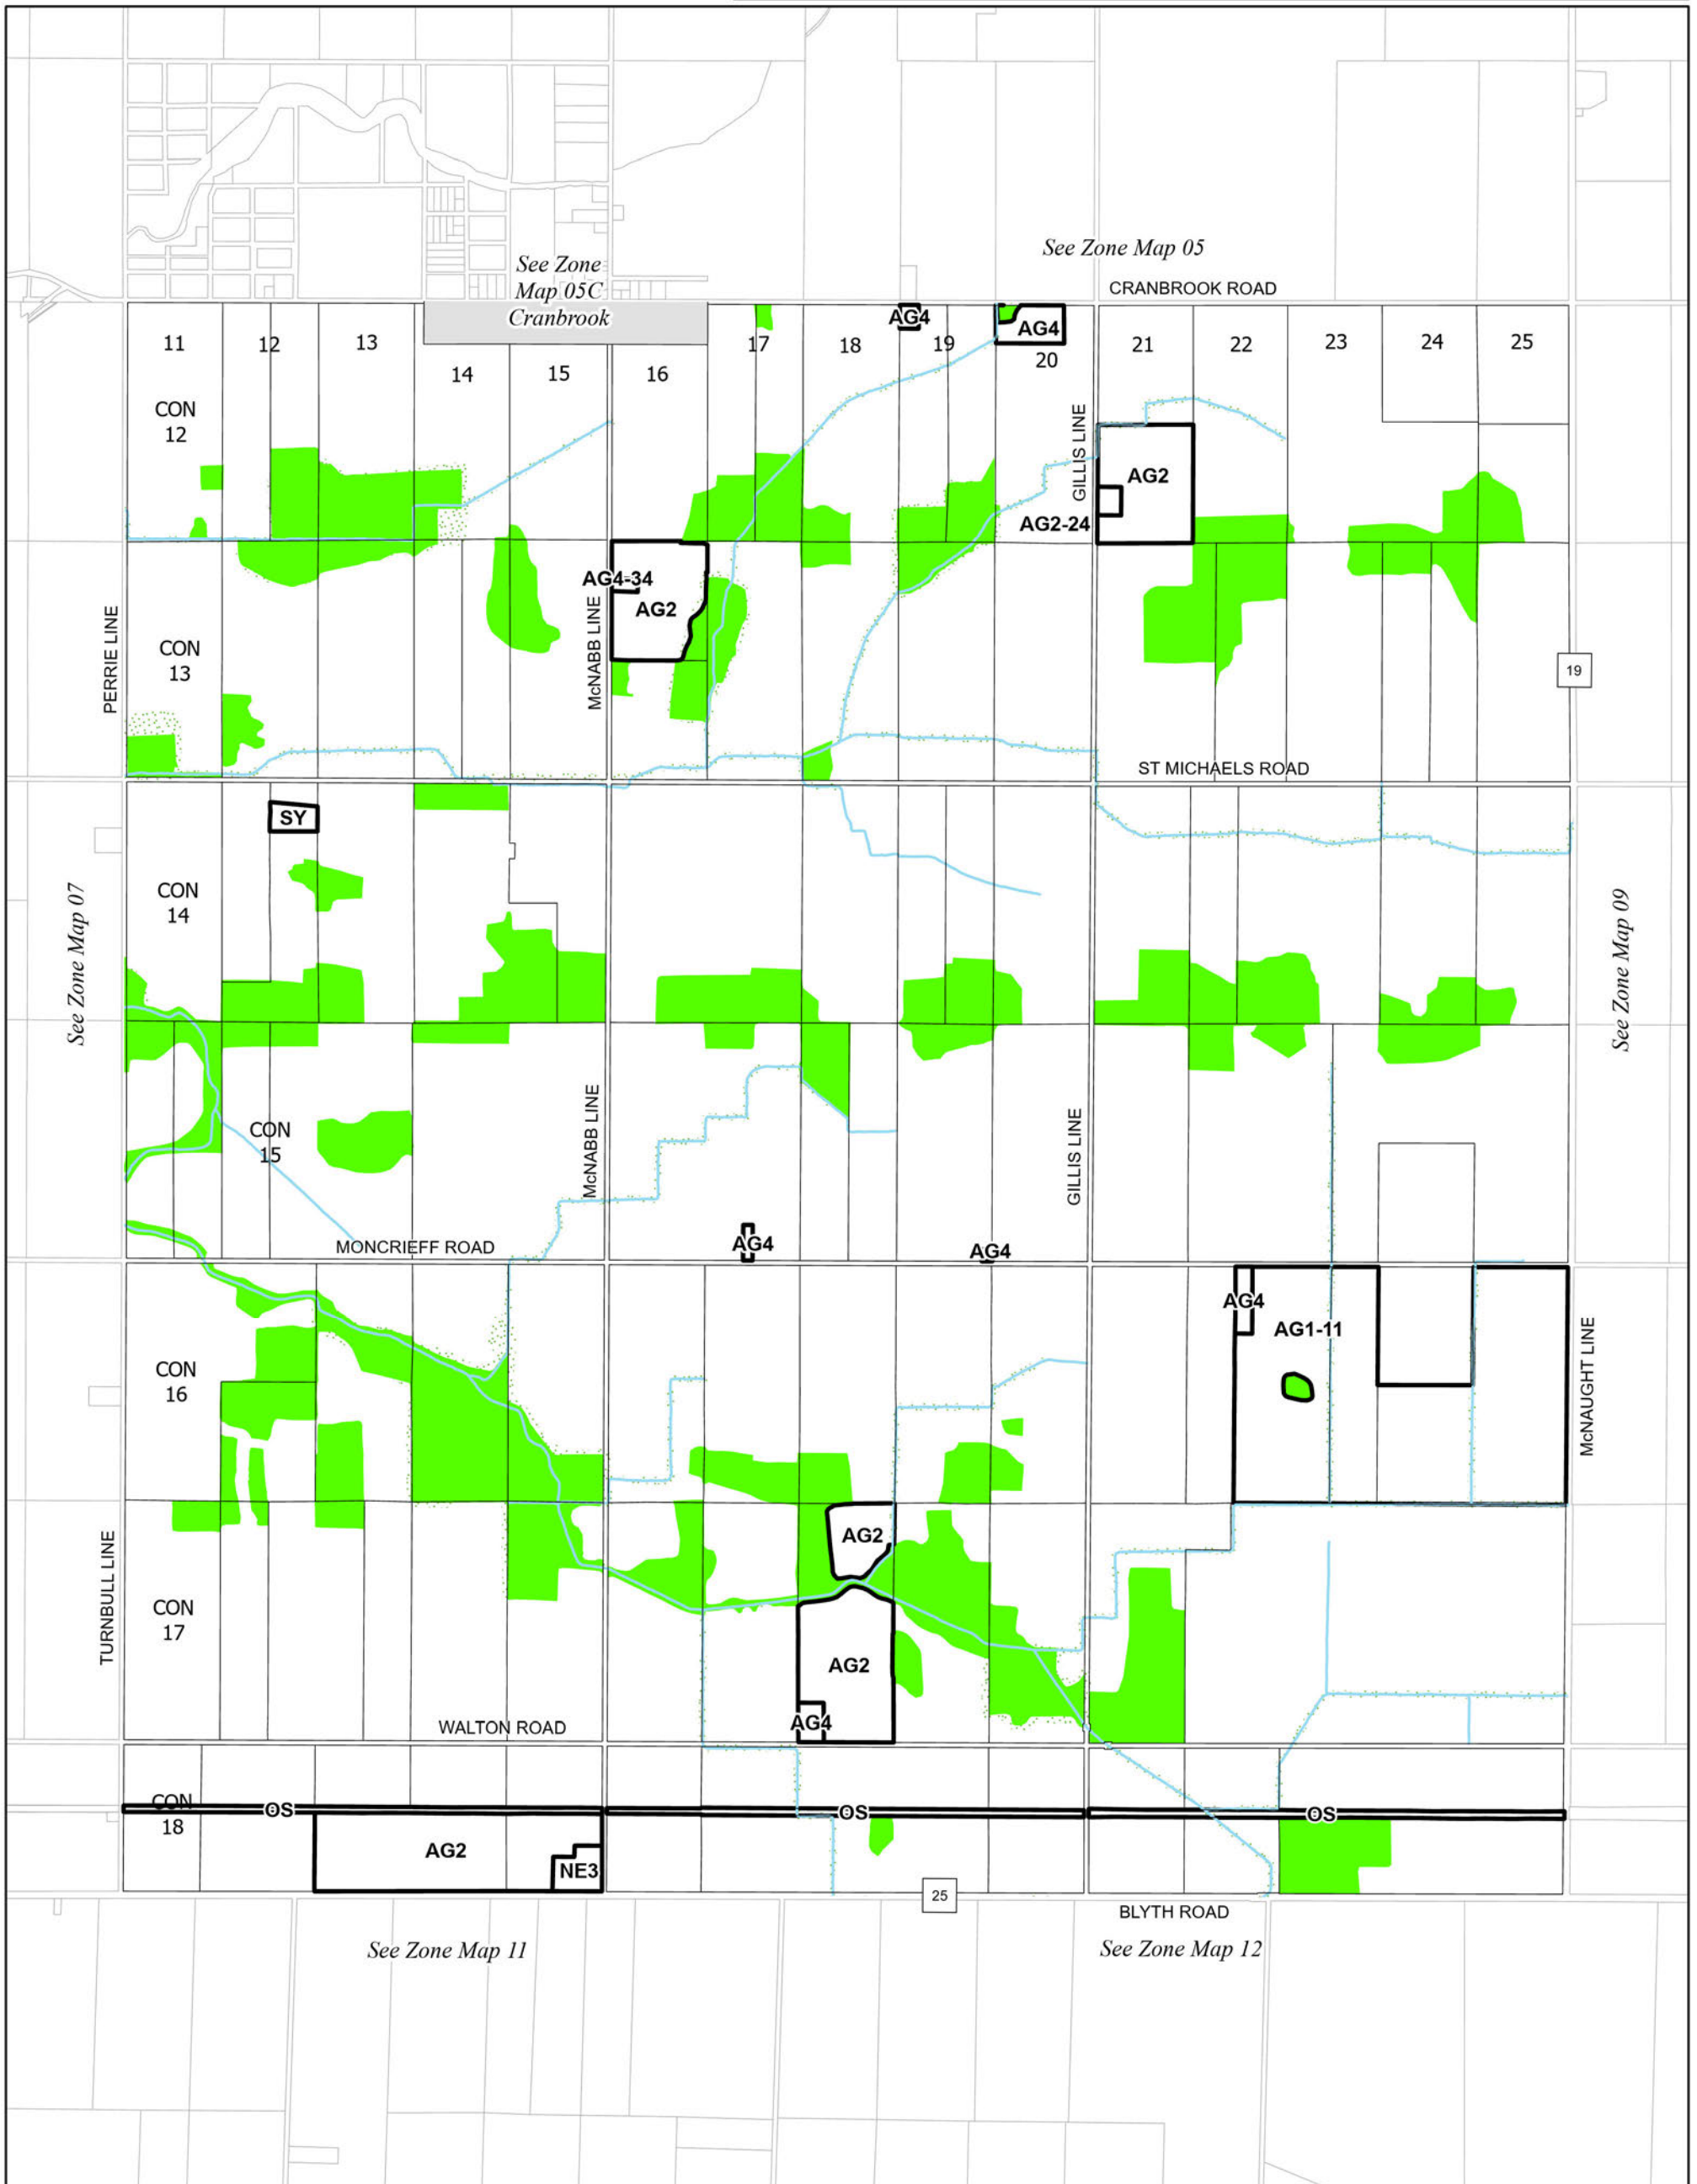 See Zone Map 05
See Zone
Map 05C
Cranbrook
CRANBROOK ROAD
AG4
AG4
11
12
13
14
15
16
17
18
19
20
21
22
23
24
25
CON
12
GILLIS LINE
AG2
AG2-24
AG4-34
AG2
PERRIE LINE
CON
13
McNABB LINE
19
ST MICHAELS ROAD
SY
CON
14
See Zone Map 07
See Zone Map 09
CON
15
McNABB LINE
GILLIS LINE
MONCRIEFF ROAD
AG4
AG4
AG4
AG1-11
CON
16
McNAUGHT LINE
AG2
TURNBULL LINE
CON
17
AG2
AG4
WALTON ROAD
CON
18
OS
OS
OS
AG2
NE3
25
BLYTH ROAD
See Zone Map 11
See Zone Map 12